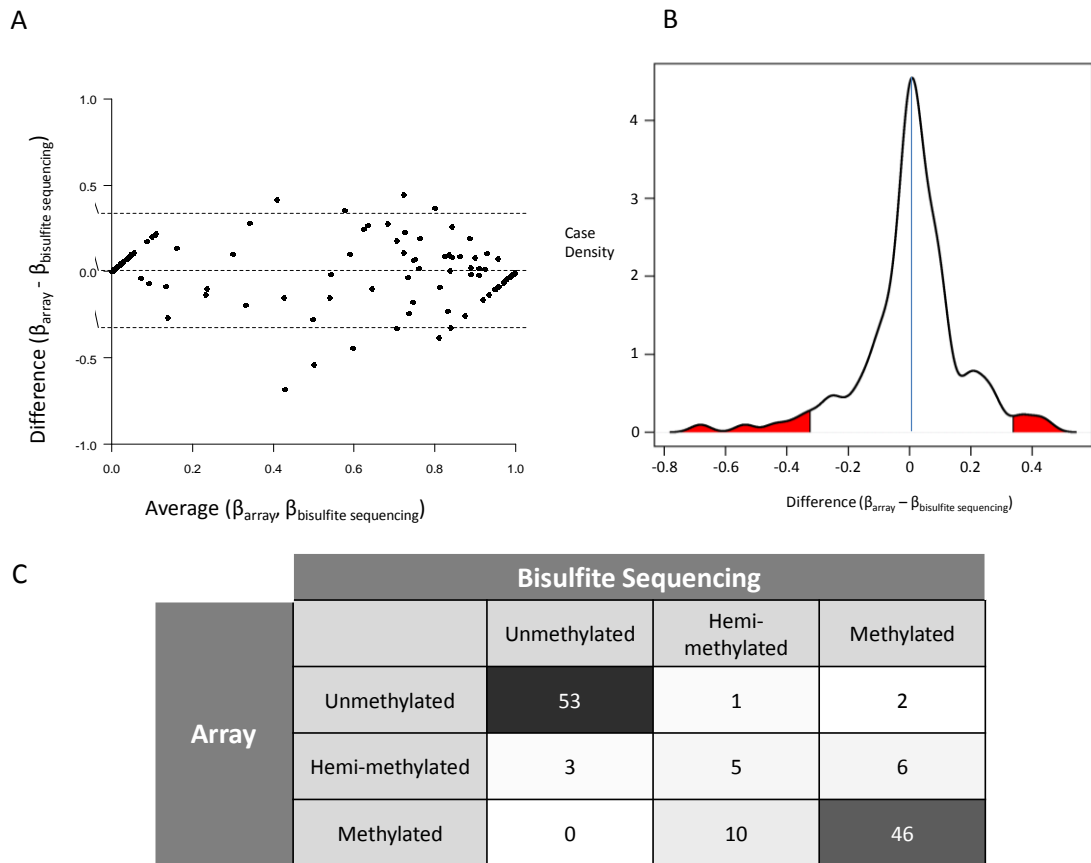 A
B
1.0
0.5
0.0
-0.5
-1.0
Difference (βarray - βbisulfite sequencing)
0.0 0.2 0.4 0.6 0.8 1.0
Average (βarray, βbisulfite sequencing)
Case
Density
4
3
2
1
0
-0.8 -0.6 -0.4 -0.2 0 0.2 0.4
Difference (βarray – βbisulfite sequencing)
C
Bisulfite Sequencing
Unmethylated
Hemi-
methylated
Methylated
Array
Unmethylated 53 1 2
Hemi-methylated 3 5 6
Methylated 0 10 46